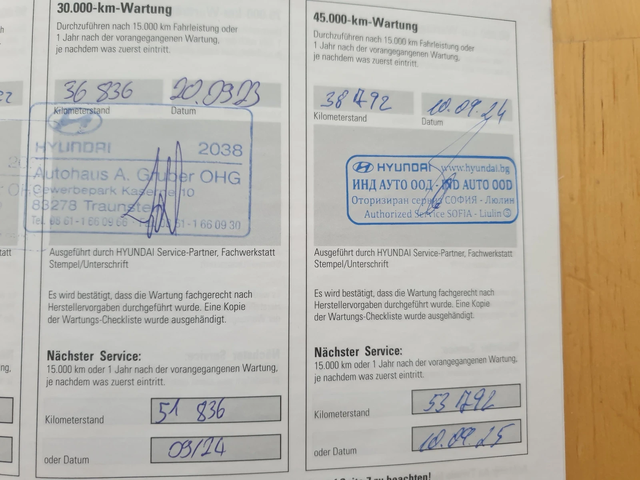 30.000-km-Wartung
Durchzuführen nach 15.000 km Fahrleistung oder
1 Jahr nach der vorangegangenen Wartung,
je nachdem was zuerst eintritt.
36 836 20.09.23
Kilometerstand Datum
HYUNDAI 2038
Autohaus A. Gruber OHG
Gewerbepark Kaserne 10
83278 Traunstein
Ausgeführt durch HYUNDAI Service-Partner, Fachwerkstatt
Stempel/Unterschrift
Es wird bestätigt, dass die Wartung fachgerecht nach
Herstellervorgaben durchgeführt wurde. Eine Kopie
der Wartungs-Checkliste wurde ausgehändigt.
Nächster Service:
15.000 km oder 1 Jahr nach der vorangegangenen Wartung,
je nachdem was zuerst eintritt.
Kilometerstand 51 836
oder Datum 09/24
45.000-km-Wartung
Durchzuführen nach 15.000 km Fahrleistung oder
1 Jahr nach der vorangegangenen Wartung,
je nachdem was zuerst eintritt.
38 792 10.09.24
Kilometerstand Datum
HYUNDAI www.hyundai.bg
ИНД АУТО ООД - IND AUTO OOD
Оторизиран сервиз СОФИЯ - Люлин
Authorized Service SOFIA - Liulin
Ausgeführt durch HYUNDAI Service-Partner, Fachwerkstatt
Stempel/Unterschrift
Es wird bestätigt, dass die Wartung fachgerecht nach
Herstellervorgaben durchgeführt wurde. Eine Kopie
der Wartungs-Checkliste wurde ausgehändigt.
Nächster Service:
15.000 km oder 1 Jahr nach der vorangegangenen Wartung,
je nachdem was zuerst eintritt.
Kilometerstand 53 792
oder Datum 10.09.25